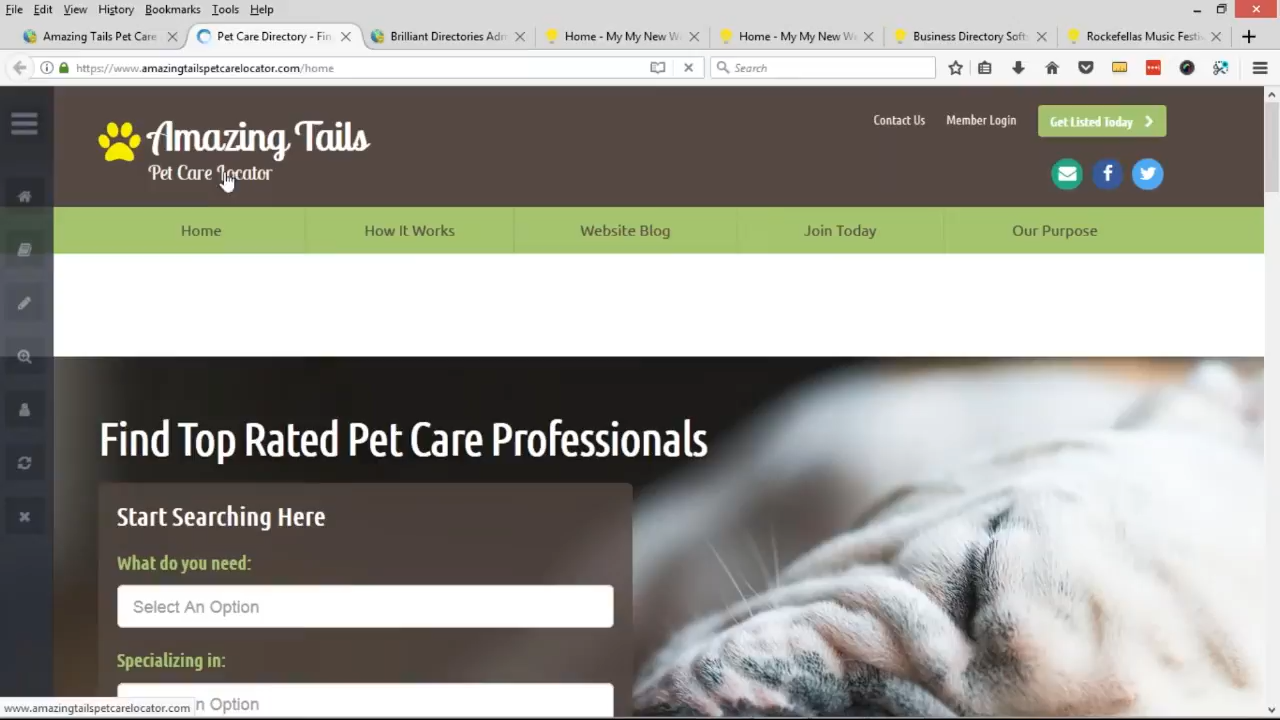 File Edit View History Bookmarks Tools Help
Amazing Tails Pet Care
Pet Care Directory - Fin
Brilliant Directories Adm
Home - My My New W
Home - My My New W
Business Directory Soft
Rockefellas Music Festi
https://www.amazingtailspetcarelocator.com/home
Search
Amazing Tails
Pet Care Locator
Contact Us
Member Login
Get Listed Today
Home
How It Works
Website Blog
Join Today
Our Purpose
Find Top Rated Pet Care Professionals
Start Searching Here
What do you need:
Select An Option
Specializing in:
n Option
www.amazingtailspetcarelocator.com